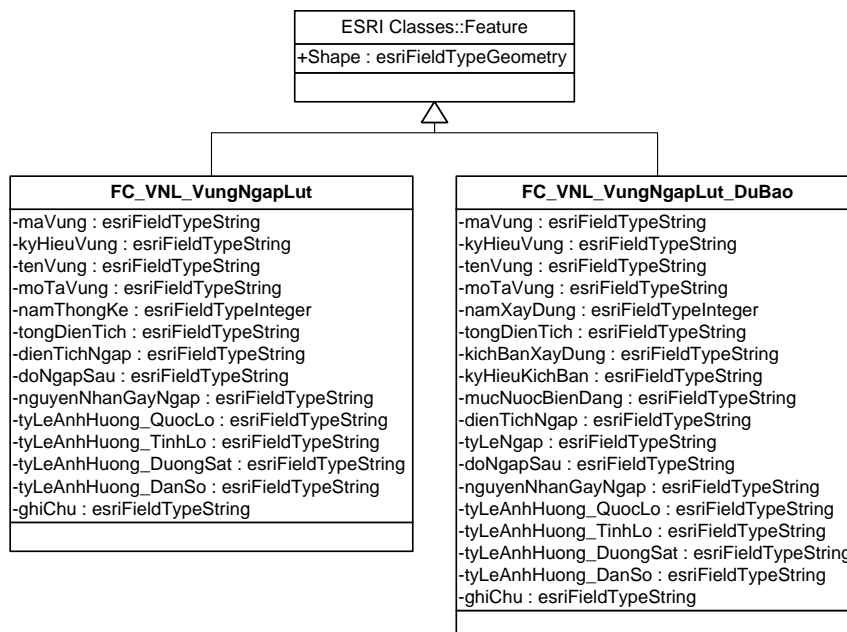 ESRI Classes::Feature
+Shape : esriFieldTypeGeometry
FC_VNL_VungNgapLut
-maVung : esriFieldTypeString
-kyHieuVung : esriFieldTypeString
-tenVung : esriFieldTypeString
-moTaVung : esriFieldTypeString
-namThongKe : esriFieldTypeInteger
-tongDienTich : esriFieldTypeString
-dienTichNgap : esriFieldTypeString
-doNgapSau : esriFieldTypeString
-nguyenNhanGayNgap : esriFieldTypeString
-tyLeAnhHuong_QuocLo : esriFieldTypeString
-tyLeAnhHuong_TinhLo : esriFieldTypeString
-tyLeAnhHuong_DuongSat : esriFieldTypeString
-tyLeAnhHuong_DanSo : esriFieldTypeString
-ghiChu : esriFieldTypeString
FC_VNL_VungNgapLut_DuBao
-maVung : esriFieldTypeString
-kyHieuVung : esriFieldTypeString
-tenVung : esriFieldTypeString
-moTaVung : esriFieldTypeString
-namXayDung : esriFieldTypeInteger
-tongDienTich : esriFieldTypeString
-kichBanXayDung : esriFieldTypeString
-kyHieuKichBan : esriFieldTypeString
-mucNuocBienDang : esriFieldTypeString
-dienTichNgap : esriFieldTypeString
-tyLeNgap : esriFieldTypeString
-doNgapSau : esriFieldTypeString
-nguyenNhanGayNgap : esriFieldTypeString
-tyLeAnhHuong_QuocLo : esriFieldTypeString
-tyLeAnhHuong_TinhLo : esriFieldTypeString
-tyLeAnhHuong_DuongSat : esriFieldTypeString
-tyLeAnhHuong_DanSo : esriFieldTypeString
-ghiChu : esriFieldTypeString